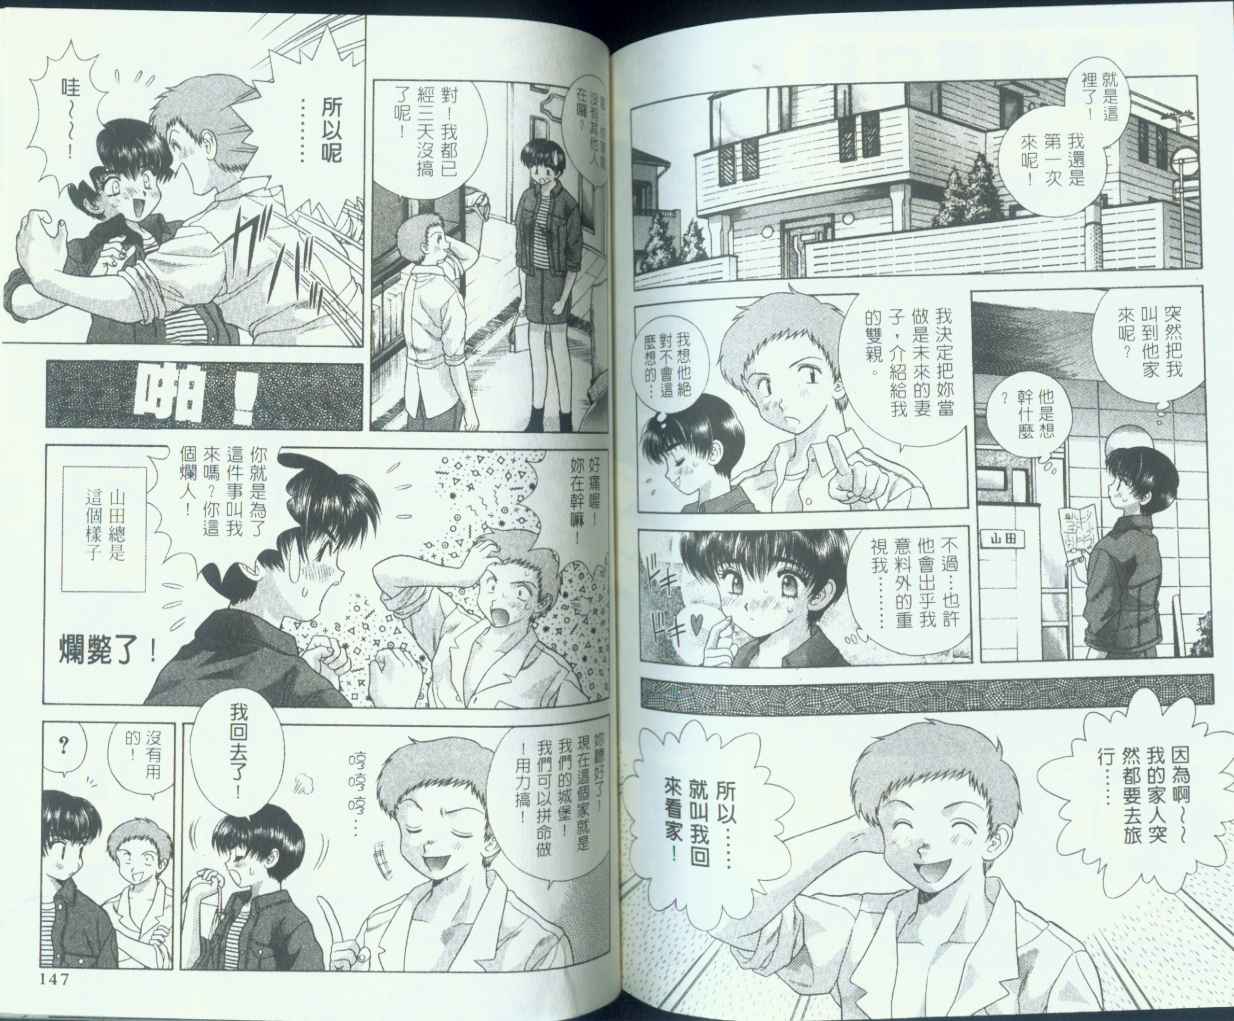 就是這
裡了！
我還是
第一次
來呢！
突然把我
叫到他家
來呢？
他是想
幹什麼
？
山田
我決定把妳當
做是未來的妻
子，介紹給我
的雙親。
我想他絕
對不會這
麼想的…
不過…也許
他會出乎我
意料外的重
視我………
ドキ
ドキ
因為啊～～
我的家人突
然都要去旅
行……
所以……
就叫我回
來看家！
沒有其他人
在囉？
對！我都已
經三天沒搞
了呢！
所以呢
………
哇～～！
啪！
好痛喔！
妳在幹嘛！
你就是為了
這件事叫我
來嗎？你這
個爛人！
山田總是
這個樣子
爛斃了！
妳聽好了！
現在這個家就是
我們的城堡！
我們可以拚命做
！用力搞！
哼哼哼…
我回
去了！
沒有用
的！
？
147